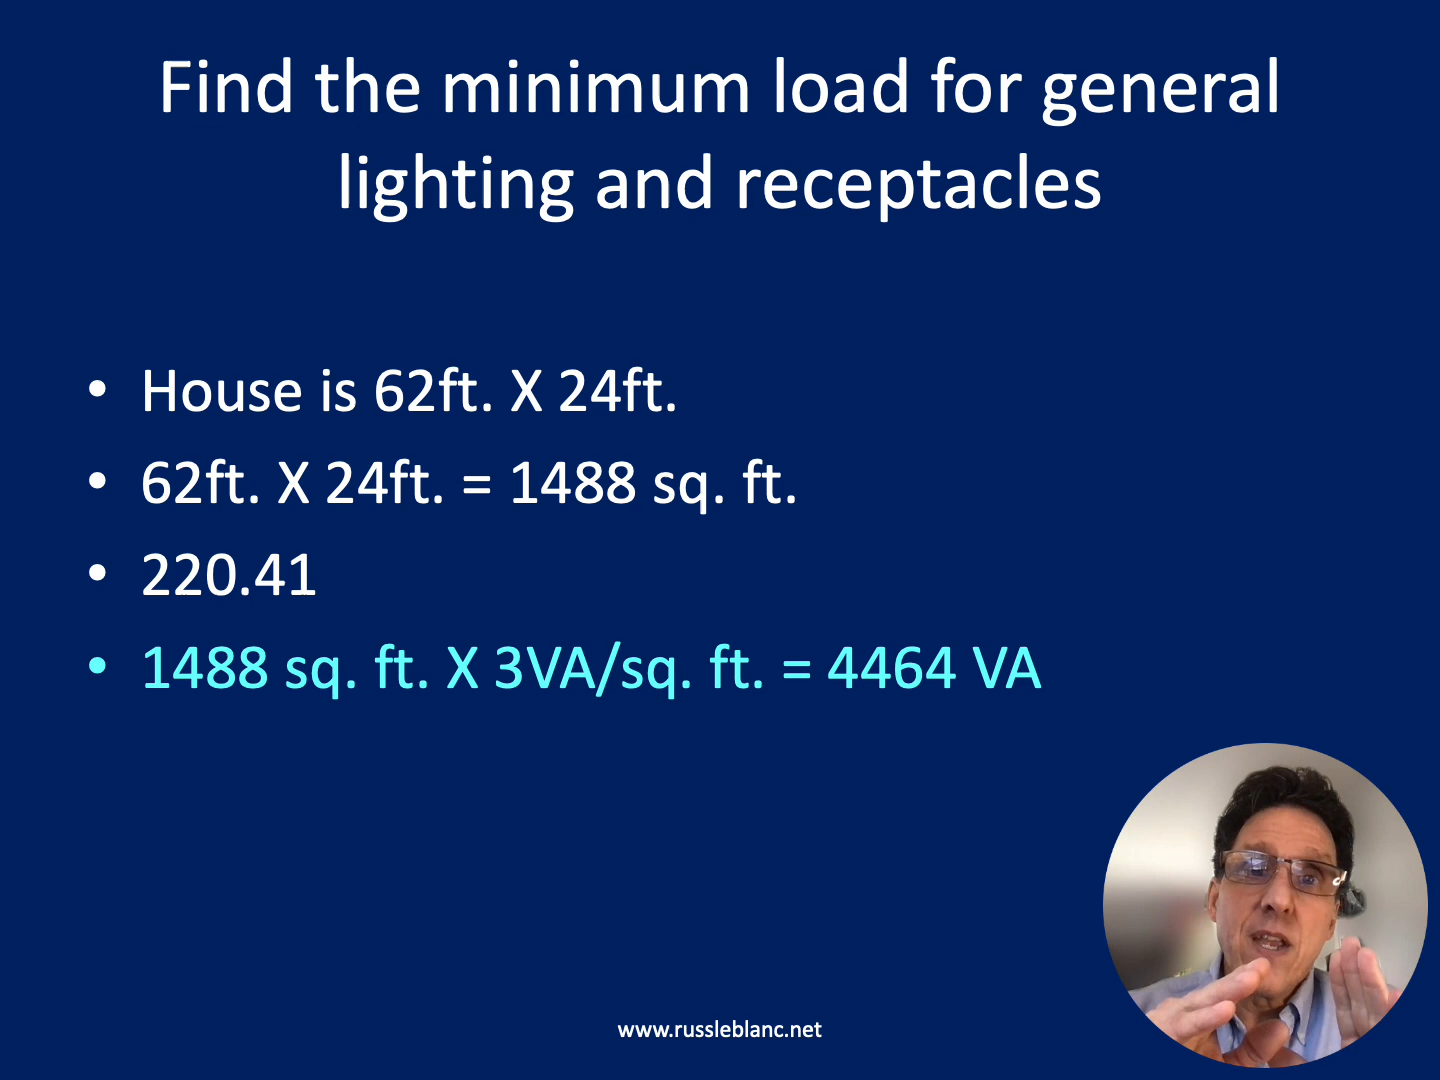 Find the minimum load for general
lighting and receptacles
• House is 62ft. X 24ft.
• 62ft. X 24ft. = 1488 sq. ft.
• 220.41
• 1488 sq. ft. X 3VA/sq. ft. = 4464 VA
www.russleblanc.net